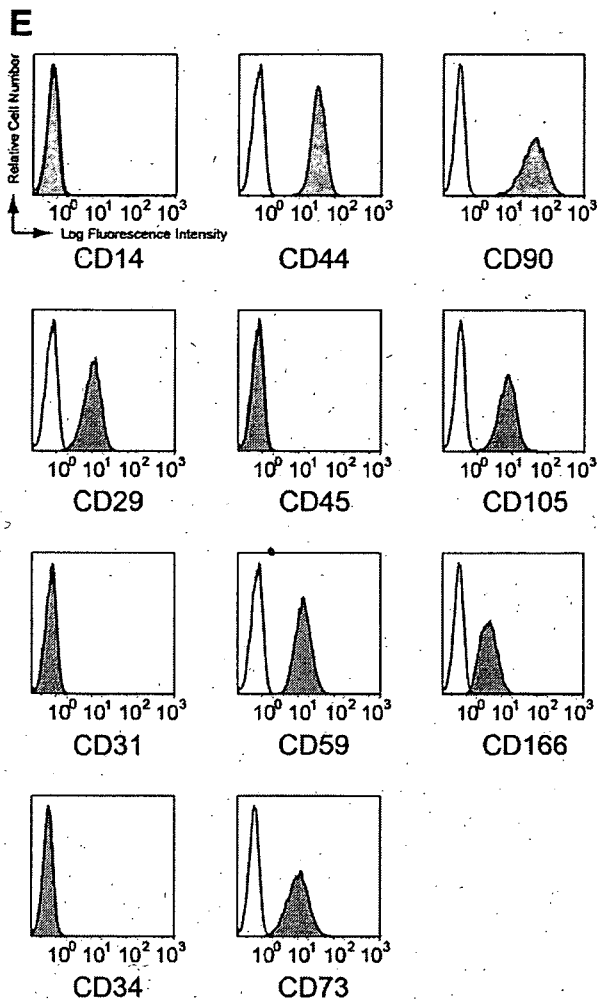 E
Relative Cell Number
10⁰ 10¹ 10² 10³
10⁰ 10¹ 10² 10³
10⁰ 10¹ 10² 10³
Log Fluorescence Intensity
CD14
CD44
CD90
10⁰ 10¹ 10² 10³
10⁰ 10¹ 10² 10³
10⁰ 10¹ 10² 10³
CD29
CD45
CD105
10⁰ 10¹ 10² 10³
10⁰ 10¹ 10² 10³
10⁰ 10¹ 10² 10³
CD31
CD59
CD166
10⁰ 10¹ 10² 10³
10⁰ 10¹ 10² 10³
CD34
CD73